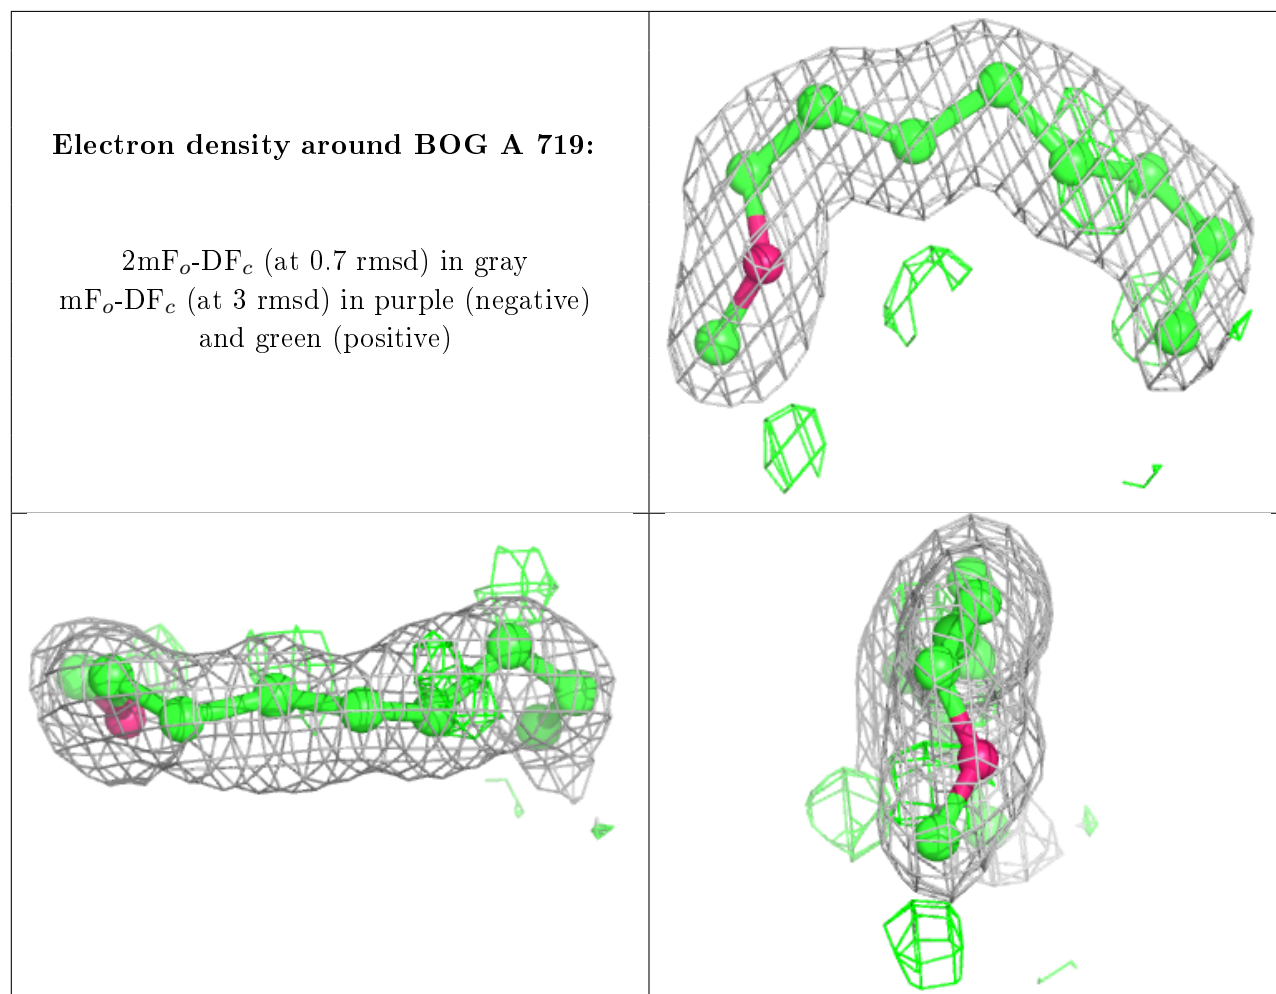 Electron density around BOG A 719:
2mFₒ-DF𝒸 (at 0.7 rmsd) in gray
mFₒ-DF𝒸 (at 3 rmsd) in purple (negative)
and green (positive)